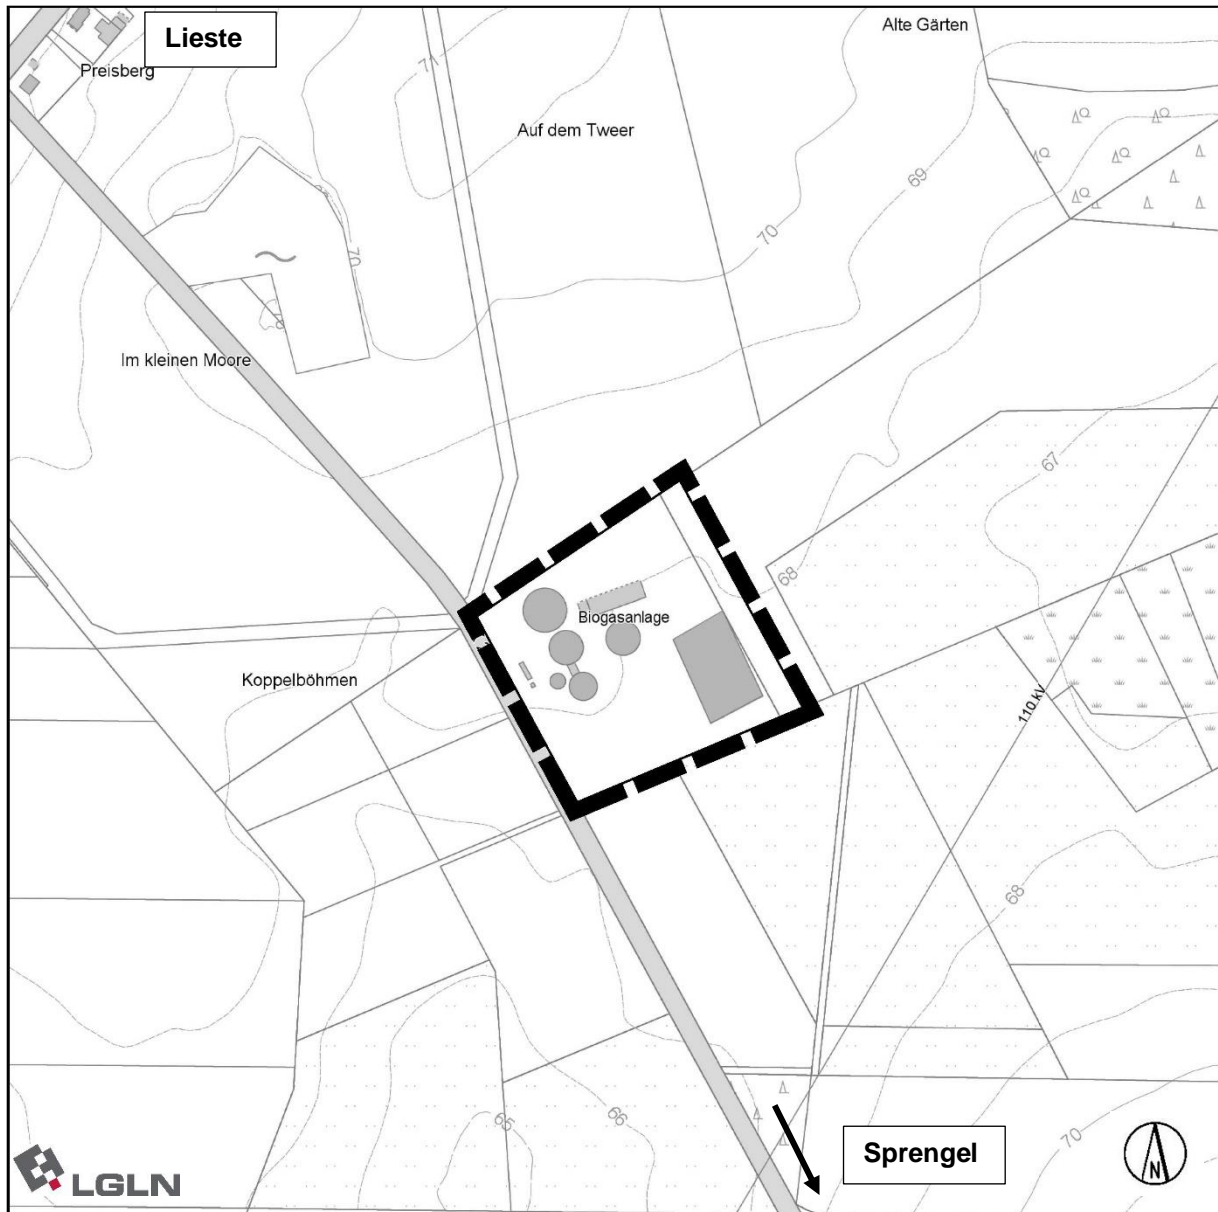 Alte Gärten
Lieste
Preisberg
71
Auf dem Tweer
69
70
70
Im kleinen Moore
67
68
Biogasanlage
Koppelböhmen
110 kV
68
65
66
70
Sprengel
N
LGLN